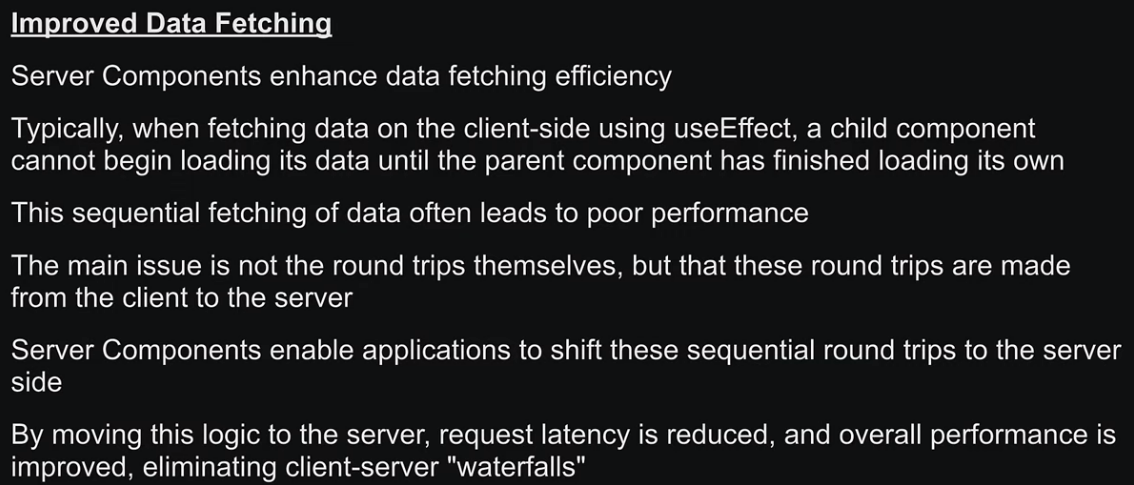 Improved Data Fetching
Server Components enhance data fetching efficiency
Typically, when fetching data on the client-side using useEffect, a child component
cannot begin loading its data until the parent component has finished loading its own
This sequential fetching of data often leads to poor performance
The main issue is not the round trips themselves, but that these round trips are made
from the client to the server
Server Components enable applications to shift these sequential round trips to the server
side
By moving this logic to the server, request latency is reduced, and overall performance is
improved, eliminating client-server "waterfalls"